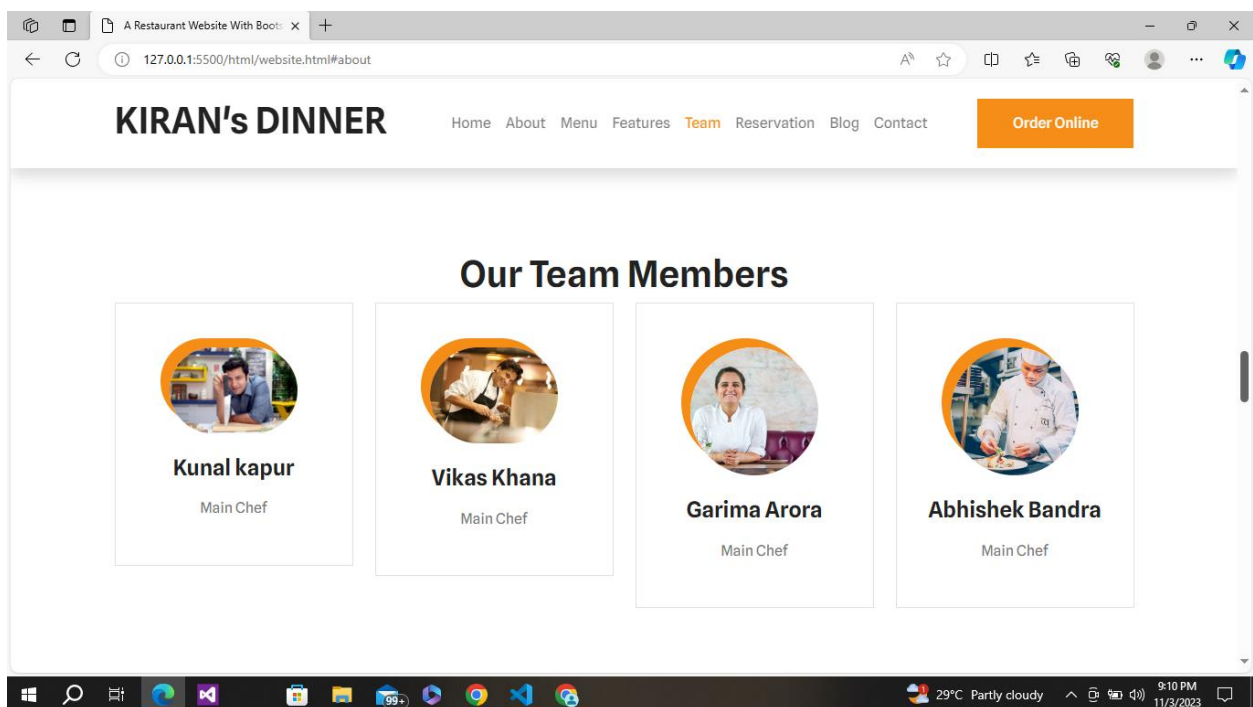 A Restaurant Website With Boots
127.0.0.1:5500/html/website.html#about
KIRAN's DINNER
Home About Menu Features Team Reservation Blog Contact
Order Online
Our Team Members
Kunal kapur
Main Chef
Vikas Khana
Main Chef
Garima Arora
Main Chef
Abhishek Bandra
Main Chef
99+
29°C Partly cloudy
9:10 PM
11/3/2023